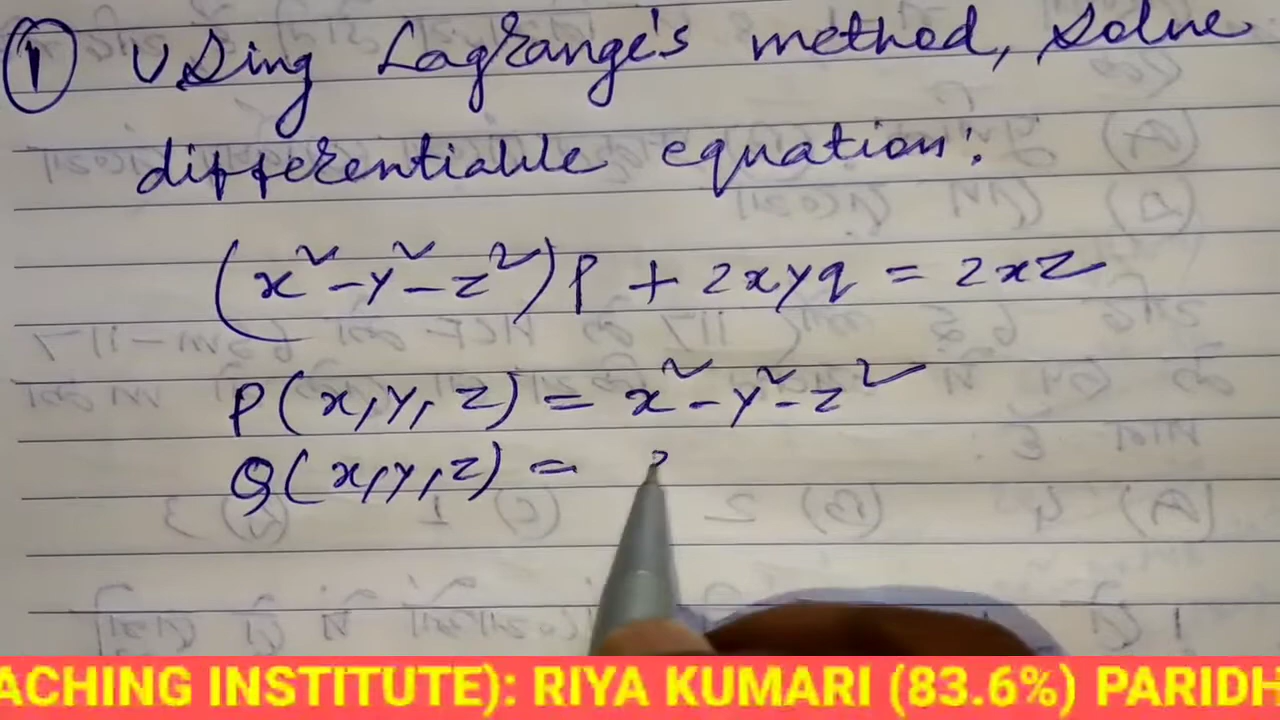 ① Using Lagrange's method, solve
differentiable equation:
(x² - y² - z²)p + 2xyq = 2xz
P(x, y, z) = x² - y² - z²
Q(x, y, z) =
ACHING INSTITUTE): RIYA KUMARI (83.6%) PARIDH